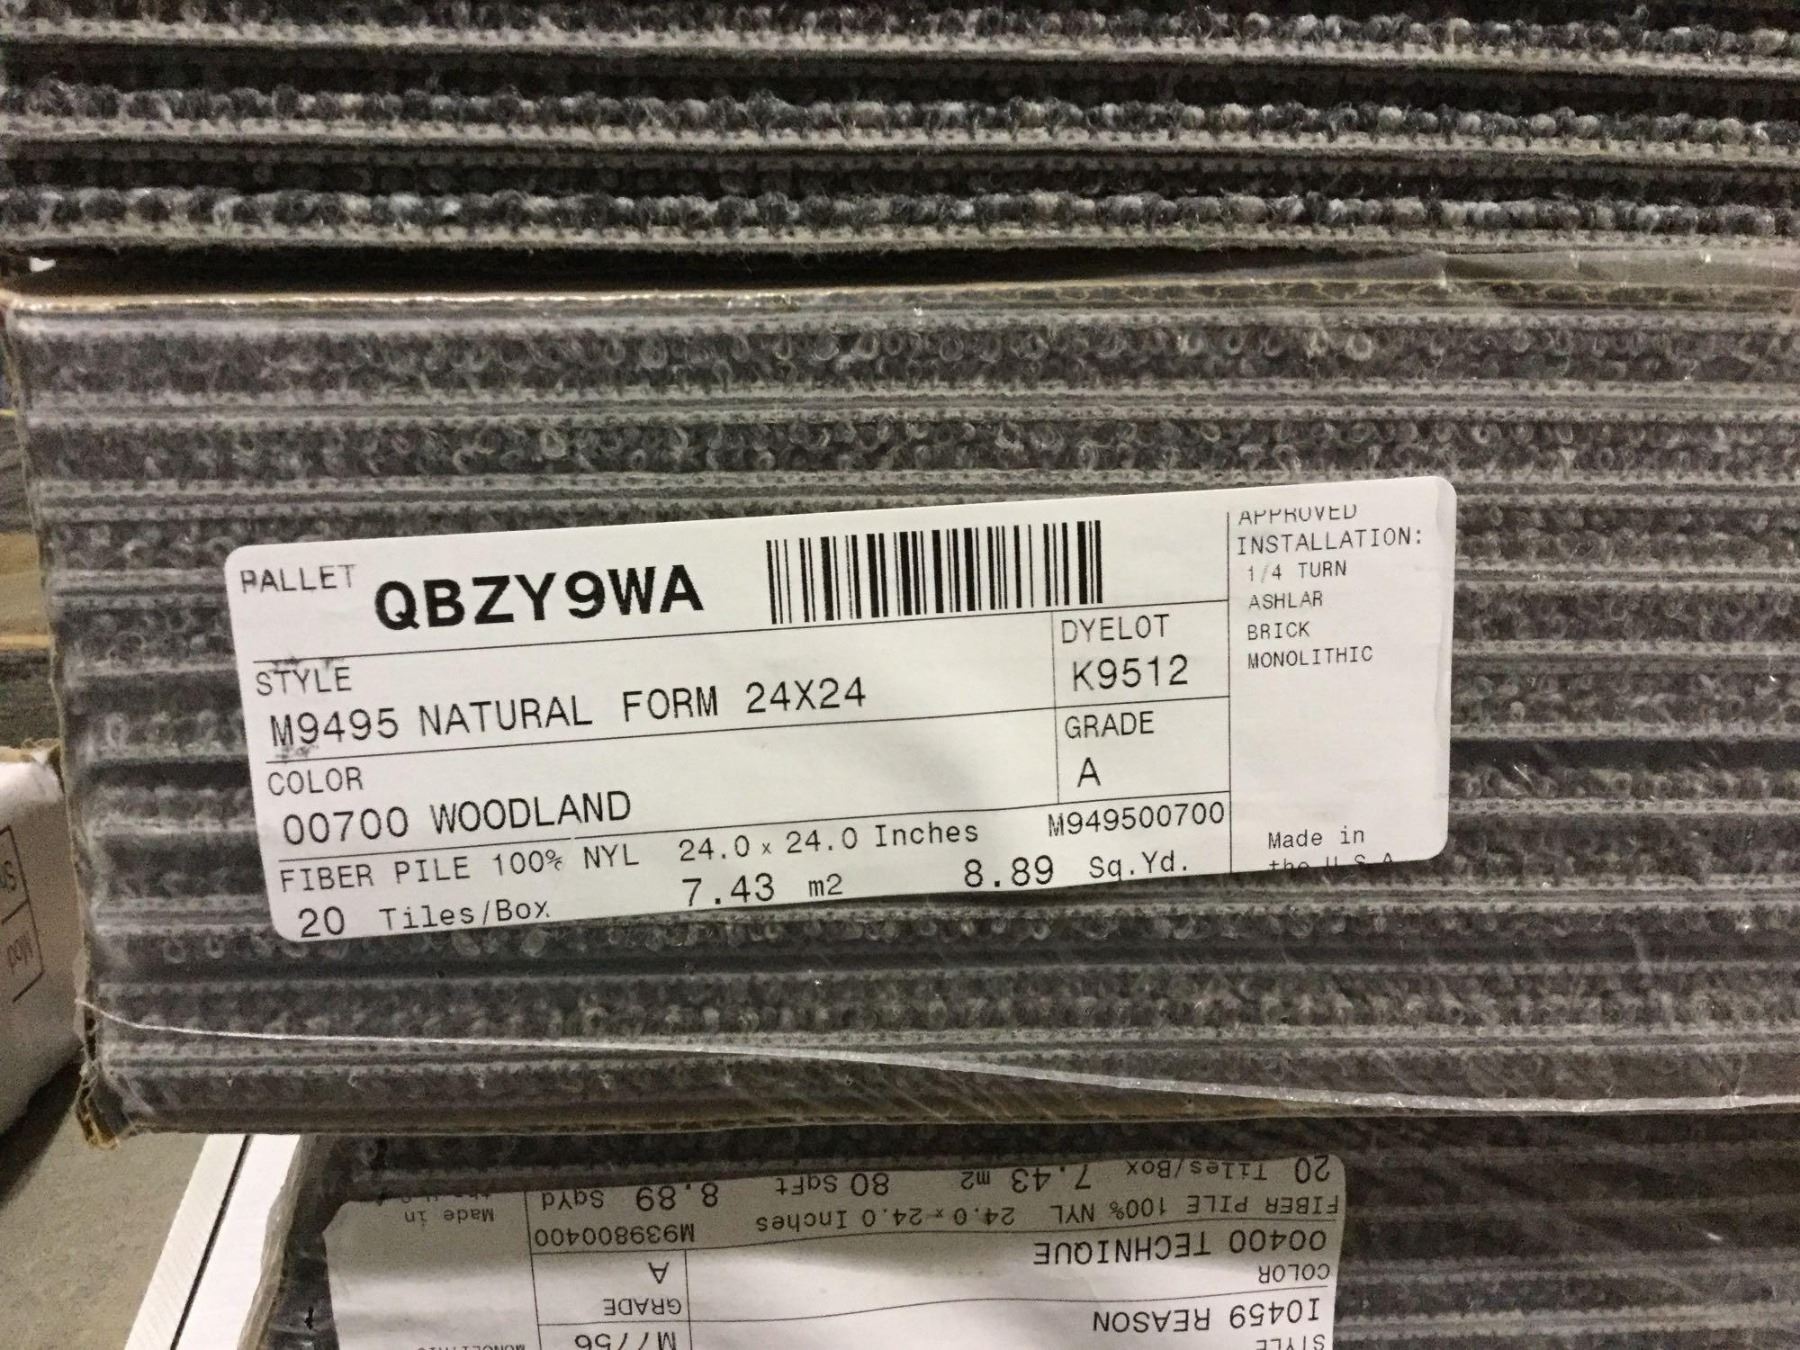 PALLET QBZY9WA
STYLE
M9495 NATURAL FORM 24X24
DYELOT
K9512
COLOR
00700 WOODLAND
GRADE
A
FIBER PILE 100% NYL 24.0 x 24.0 Inches M949500700
20 Tiles/Box 7.43 m2 8.89 Sq.Yd.
APPROVED
INSTALLATION:
1/4 TURN
ASHLAR
BRICK
MONOLITHIC
Made in
the U S A
STYLE
I0459 REASON
M7756
GRADE
A
COLOR
00400 TECHNIQUE
M939800400
FIBER PILE 100% NYL 24.0 x 24.0 Inches
20 Tiles/Box 7.43 m2 80 SqFt 8.89 SqYd
Made in